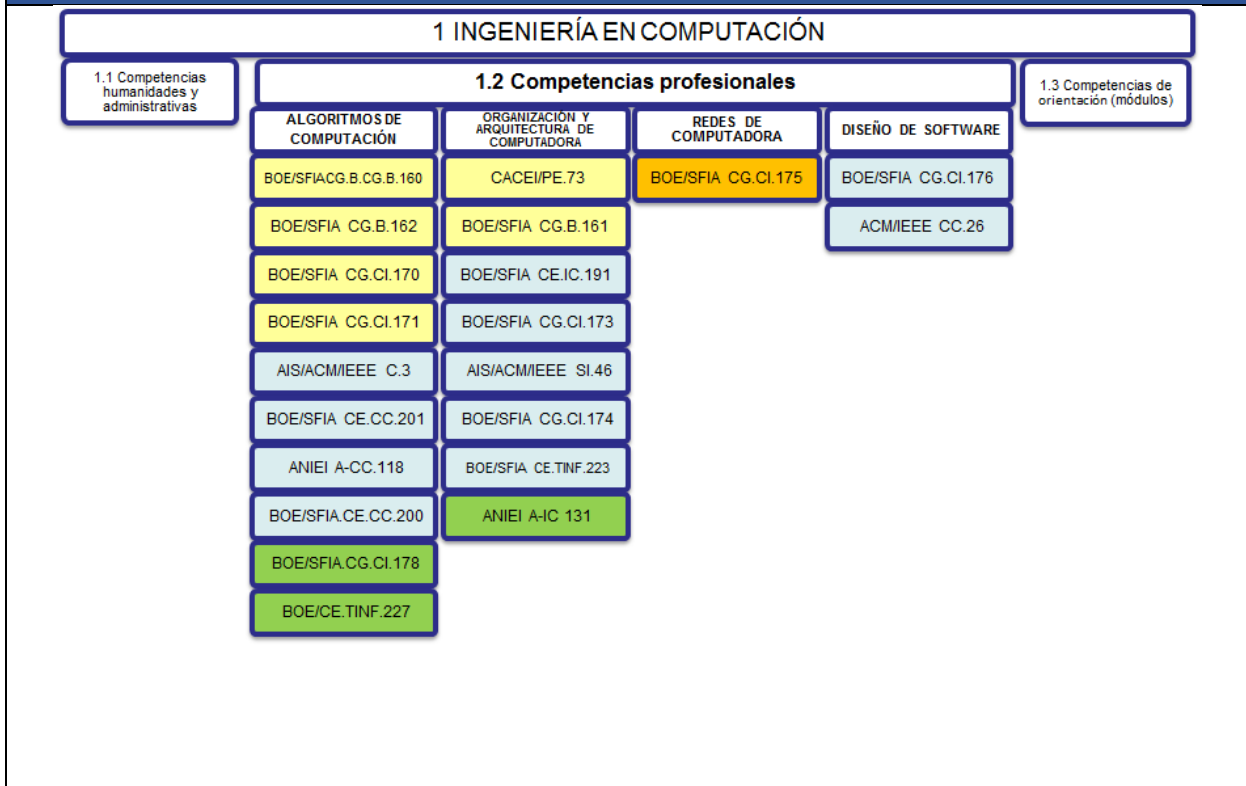 1 INGENIERÍA EN COMPUTACIÓN
1.1 Competencias
humanidades y
administrativas
1.2 Competencias profesionales
1.3 Competencias de
orientación (módulos)
ALGORITMOS DE
COMPUTACIÓN
BOE/SFIACG.B.CG.B.160
BOE/SFIA CG.B.162
BOE/SFIA CG.CI.170
BOE/SFIA CG.CI.171
AIS/ACM/IEEE C.3
BOE/SFIA CE.CC.201
ANIEI A-CC.118
BOE/SFIA.CE.CC.200
BOE/SFIA.CG.CI.178
BOE/CE.TINF.227
ORGANIZACIÓN Y
ARQUITECTURA DE
COMPUTADORA
CACEI/PE.73
BOE/SFIA CG.B.161
BOE/SFIA CE.IC.191
BOE/SFIA CG.CI.173
AIS/ACM/IEEE SI.46
BOE/SFIA CG.CI.174
BOE/SFIA CE.TINF.223
ANIEI A-IC 131
REDES DE
COMPUTADORA
BOE/SFIA CG.CI.175
DISEÑO DE SOFTWARE
BOE/SFIA CG.CI.176
ACM/IEEE CC.26